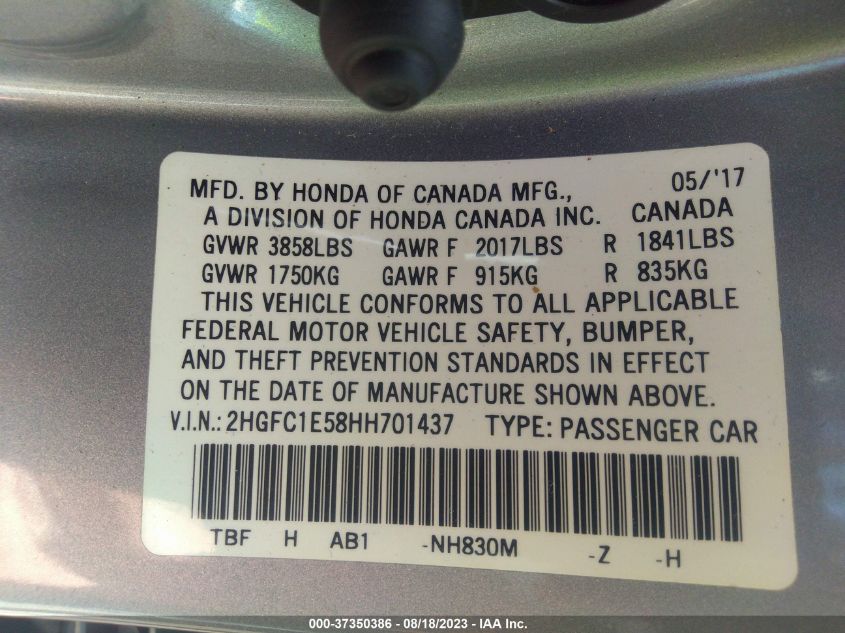 MFD. BY HONDA OF CANADA MFG., 05/'17
A DIVISION OF HONDA CANADA INC. CANADA
GVWR 3858LBS GAWR F 2017LBS R 1841LBS
GVWR 1750KG GAWR F 915KG R 835KG
THIS VEHICLE CONFORMS TO ALL APPLICABLE
FEDERAL MOTOR VEHICLE SAFETY, BUMPER,
AND THEFT PREVENTION STANDARDS IN EFFECT
ON THE DATE OF MANUFACTURE SHOWN ABOVE.
V.I.N.: 2HGFC1E58HH701437 TYPE: PASSENGER CAR
TBF H AB1 -NH830M -Z -H
000-37350386 - 08/18/2023 - IAA Inc.